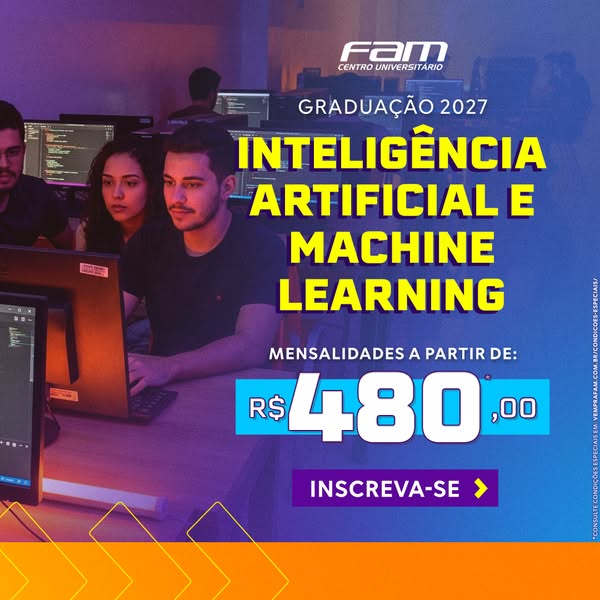 FAM
CENTRO UNIVERSITÁRIO
GRADUAÇÃO 2027
INTELIGÊNCIA
ARTIFICIAL E
MACHINE
LEARNING
MENSALIDADES A PARTIR DE:
R$480*,00
INSCREVA-SE
*CONSULTE CONDIÇÕES ESPECIAIS EM: VEMPRAFAM.COM.BR/CONDICOES-ESPECIAIS/